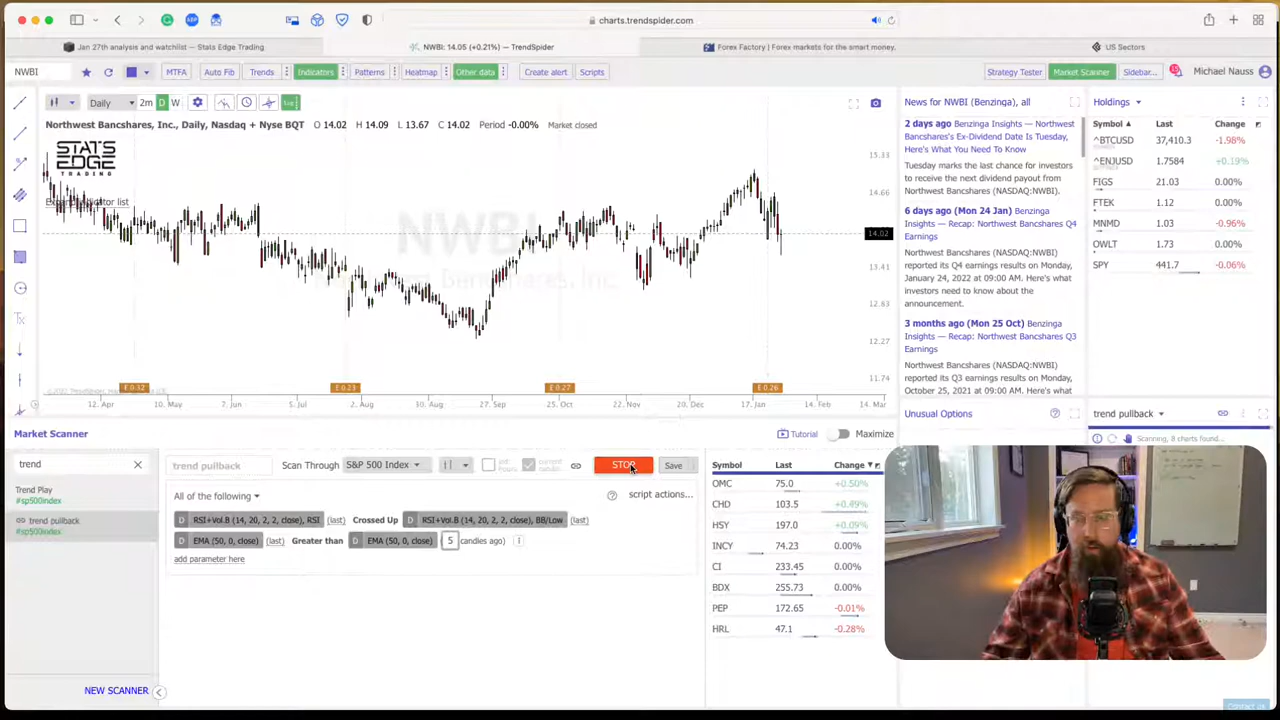 charts.trendspider.com
Jan 27th analysis and watchlist — Stats Edge Trading
NWBI: 14.05 (+0.21%) — TrendSpider
Forex Factory | Forex markets for the smart money.
US Sectors
NWBI
MTFA
Auto Fib
Trends
Indicators
Patterns
Heatmap
Other data
Create alert
Scripts
Strategy Tester
Market Scanner
Sidebar...
Michael Nauss
Daily
2m
D
W
Northwest Bancshares, Inc., Daily, Nasdaq + Nyse BQT O 14.02 H 14.09 L 13.67 C 14.02 Period -0.00% Market closed
STATS
EDGE
TRADING
Expand indicator list
NWBI
15.33
14.66
14.02
13.41
12.83
12.27
11.74
E 0.32
E 0.23
E 0.27
E 0.26
12. Apr
10. May
7. Jun
5. Jul
2. Aug
30. Aug
27. Sep
25. Oct
22. Nov
20. Dec
17. Jan
14. Feb
14. Mar
News for NWBI (Benzinga), all
2 days ago Benzinga Insights — Northwest
Bancshares's Ex-Dividend Date Is Tuesday,
Here's What You Need To Know
Tuesday marks the last chance for investors
to receive the next dividend payout from
Northwest Bancshares (NASDAQ:NWBI).
6 days ago (Mon 24 Jan) Benzinga
Insights — Recap: Northwest Bancshares Q4
Earnings
Northwest Bancshares (NASDAQ:NWBI)
reported its Q4 earnings results on Monday,
January 24, 2022 at 09:00 AM. Here's what
investors need to know about the
announcement.
3 months ago (Mon 25 Oct) Benzinga
Insights — Recap: Northwest Bancshares Q3
Earnings
Northwest Bancshares (NASDAQ:NWBI)
reported its Q3 earnings results on Monday,
October 25, 2021 at 09:00 AM. Here's what
Holdings
Symbol Last Change
^BTCUSD 37,410.3 -1.98%
^ENJUSD 1.7584 +0.19%
FIGS 21.03 0.00%
FTEK 1.12 0.00%
MNMD 1.03 -0.96%
OWLT 1.73 0.00%
SPY 441.7 -0.06%
Unusual Options
trend pullback
Scanning, 8 charts found...
Market Scanner
Tutorial
Maximize
trend
Trend Play
#sp500index
trend pullback
#sp500index
NEW SCANNER
trend pullback
Scan Through S&P 500 Index
STOP
Save
All of the following
script actions...
D RSI+Vol.B (14, 20, 2, 2, close), RSI (last) Crossed Up D RSI+Vol.B (14, 20, 2, 2, close), BB/Low (last)
D EMA (50, 0, close) (last) Greater than D EMA (50, 0, close) ( 5 candles ago)
add parameter here
Symbol Last Change
OMC 75.0 +0.50%
CHD 103.5 +0.49%
HSY 197.0 +0.09%
INCY 74.23 0.00%
CI 233.45 0.00%
BDX 255.73 0.00%
PEP 172.65 -0.01%
HRL 47.1 -0.28%
Contact us